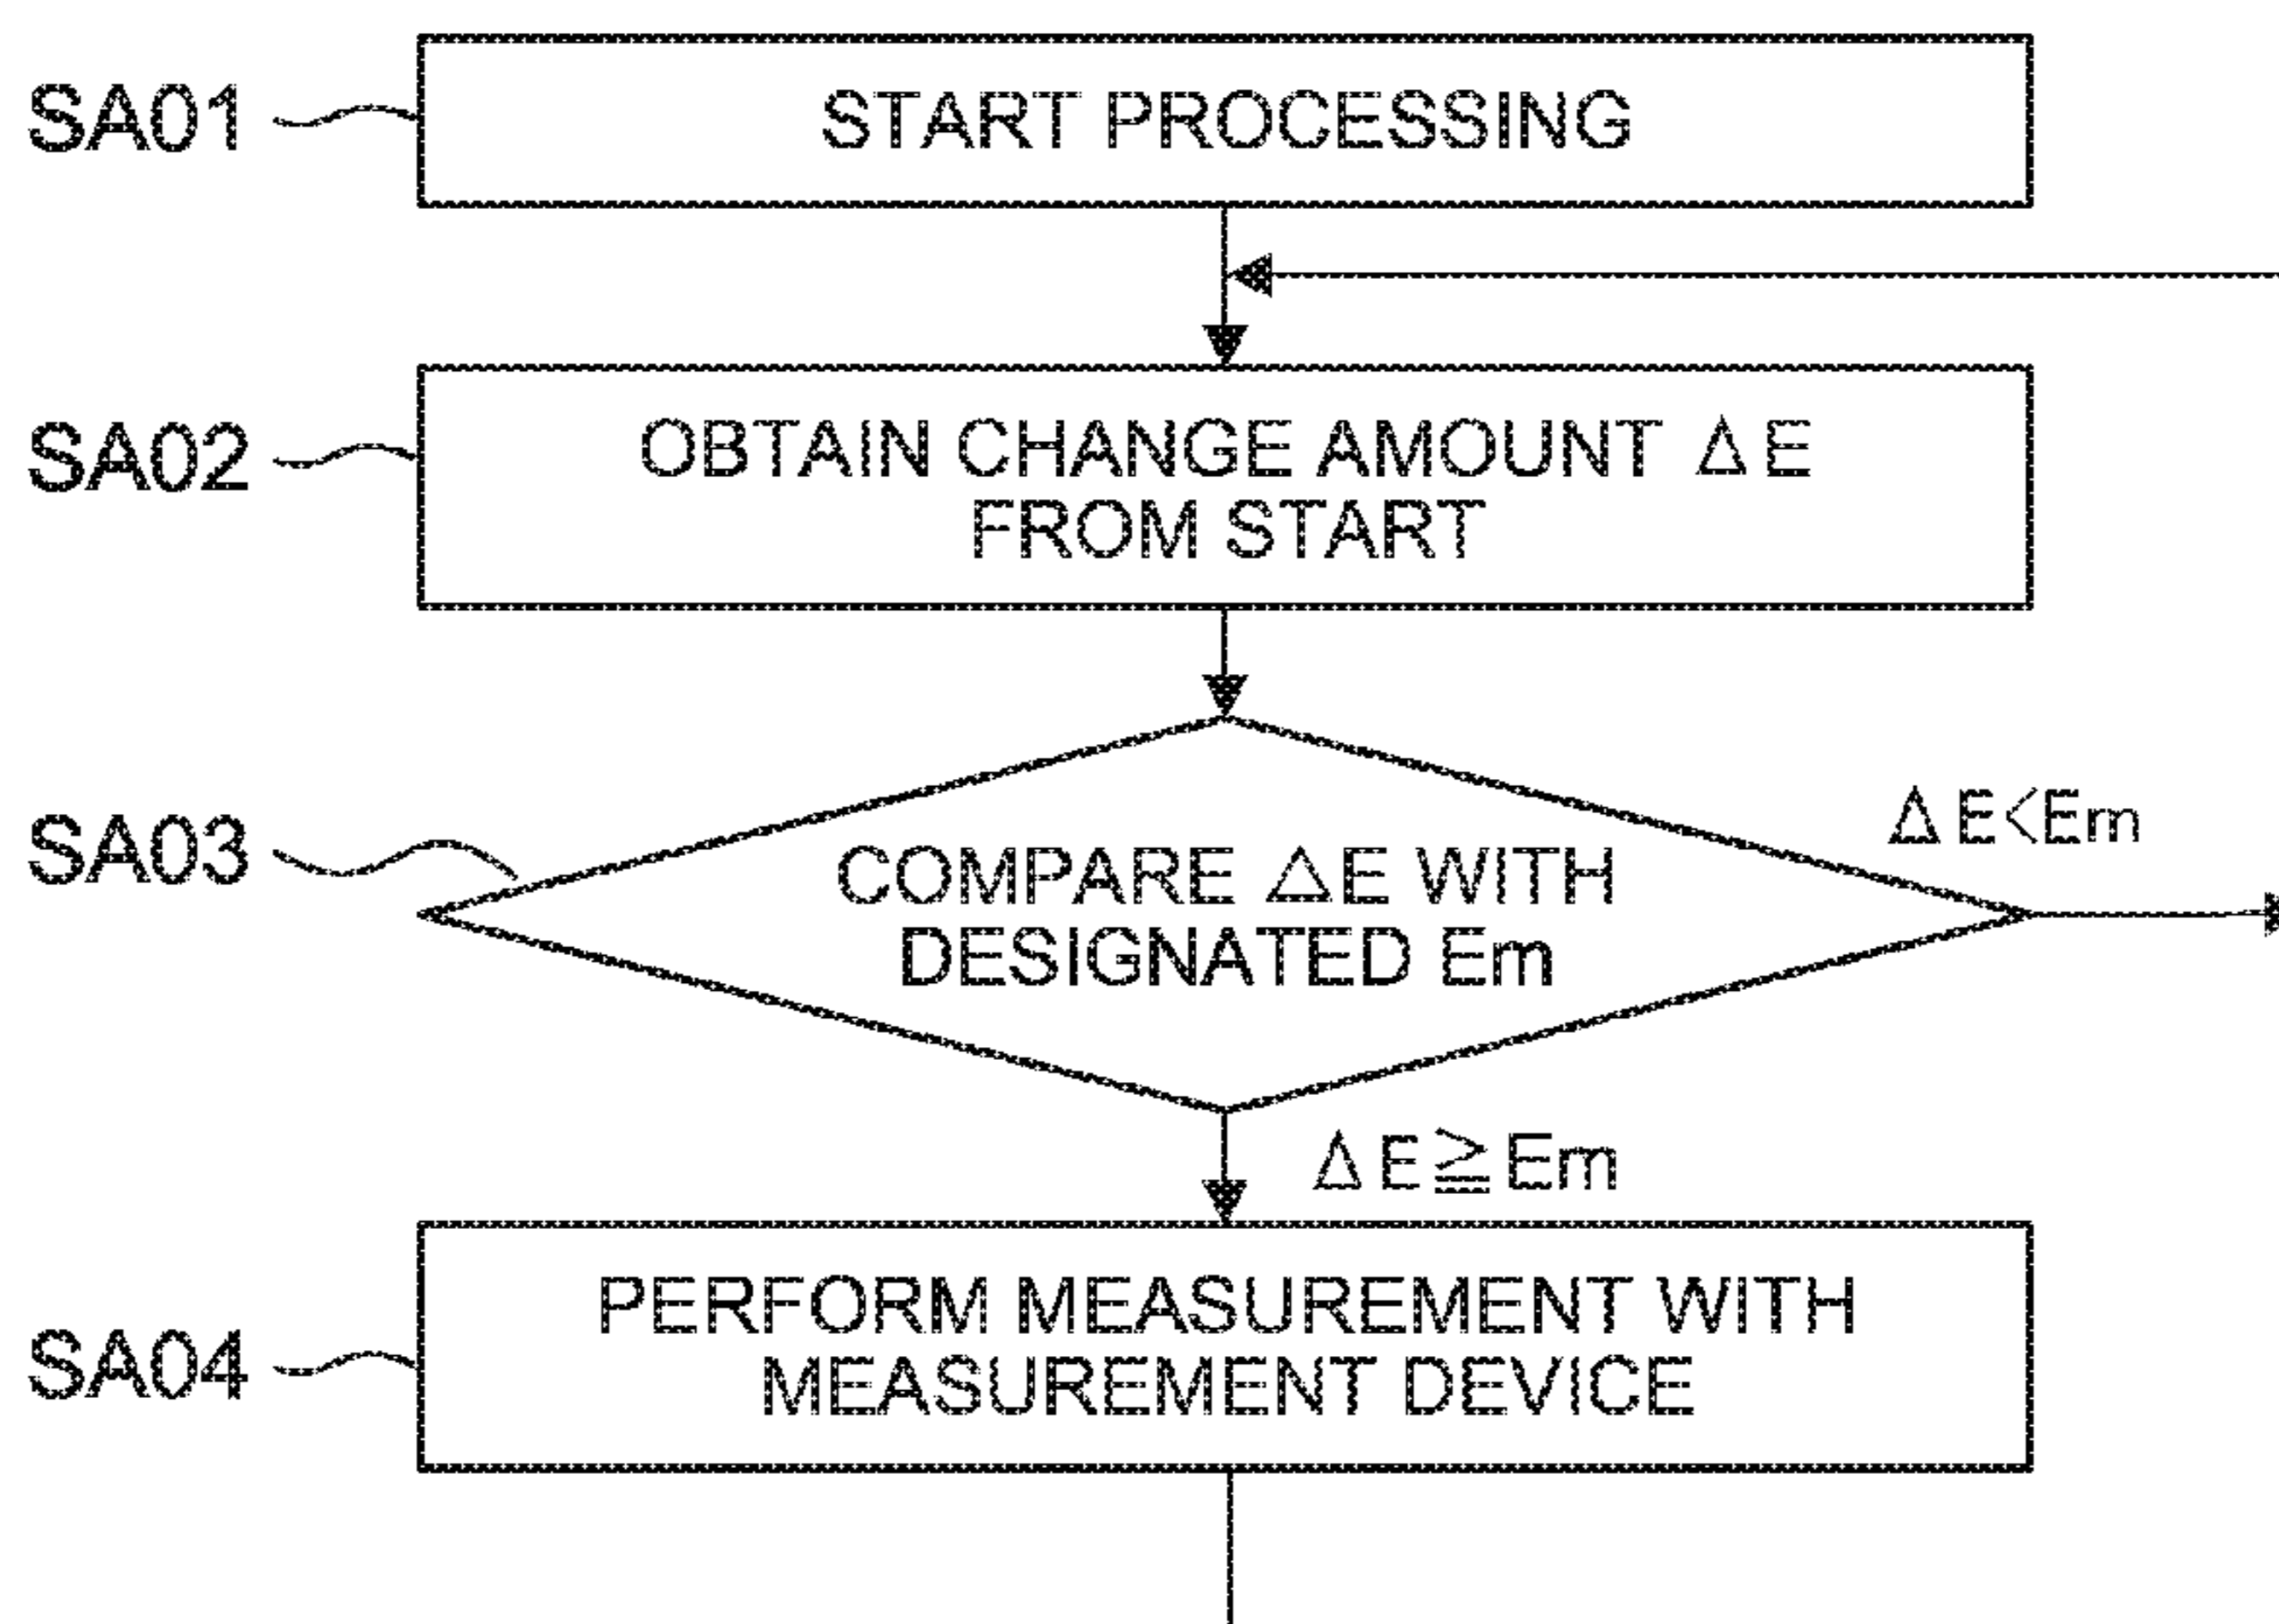 SA01
START PROCESSING
SA02
OBTAIN CHANGE AMOUNT ΔE
FROM START
SA03
COMPARE ΔE WITH
DESIGNATED Em
ΔE<Em
ΔE≧Em
SA04
PERFORM MEASUREMENT WITH
MEASUREMENT DEVICE